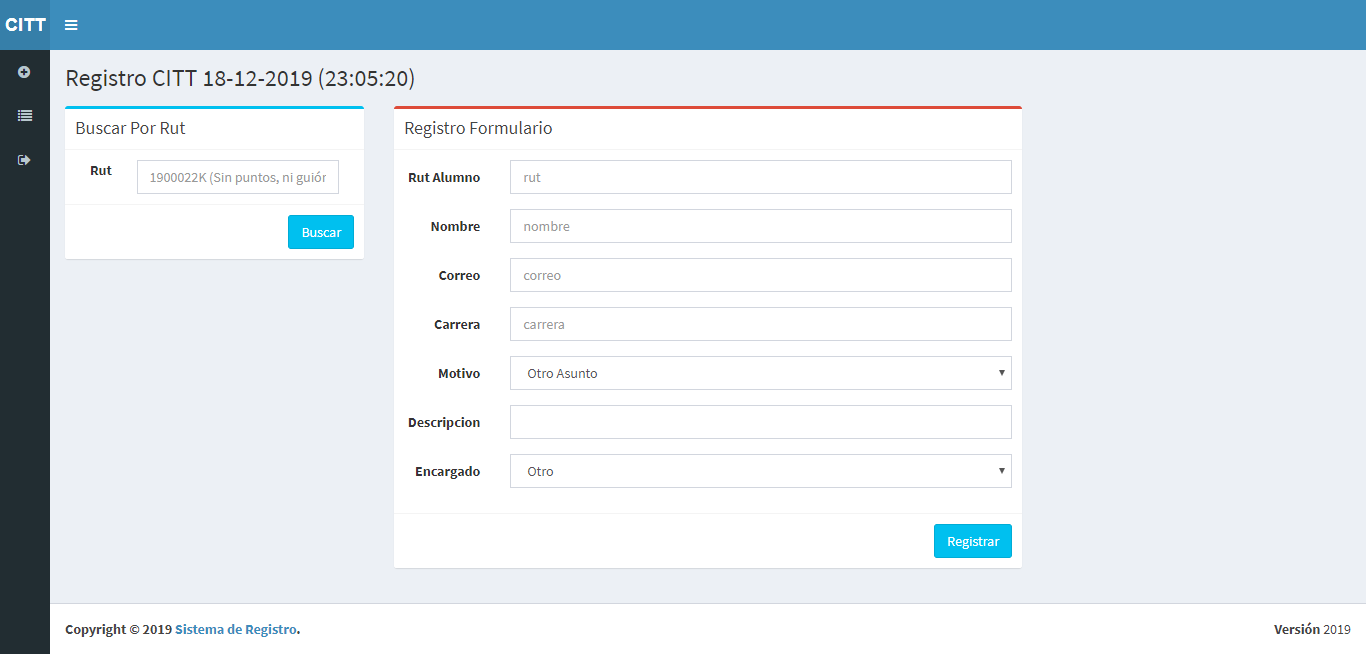 CITT
Registro CITT 18-12-2019 (23:05:20)
Buscar Por Rut
Rut
1900022K (Sin puntos, ni guión
Buscar
Registro Formulario
Rut Alumno
rut
Nombre
nombre
Correo
correo
Carrera
carrera
Motivo
Otro Asunto
Descripcion
Encargado
Otro
Registrar
Copyright © 2019 Sistema de Registro.
Versión 2019